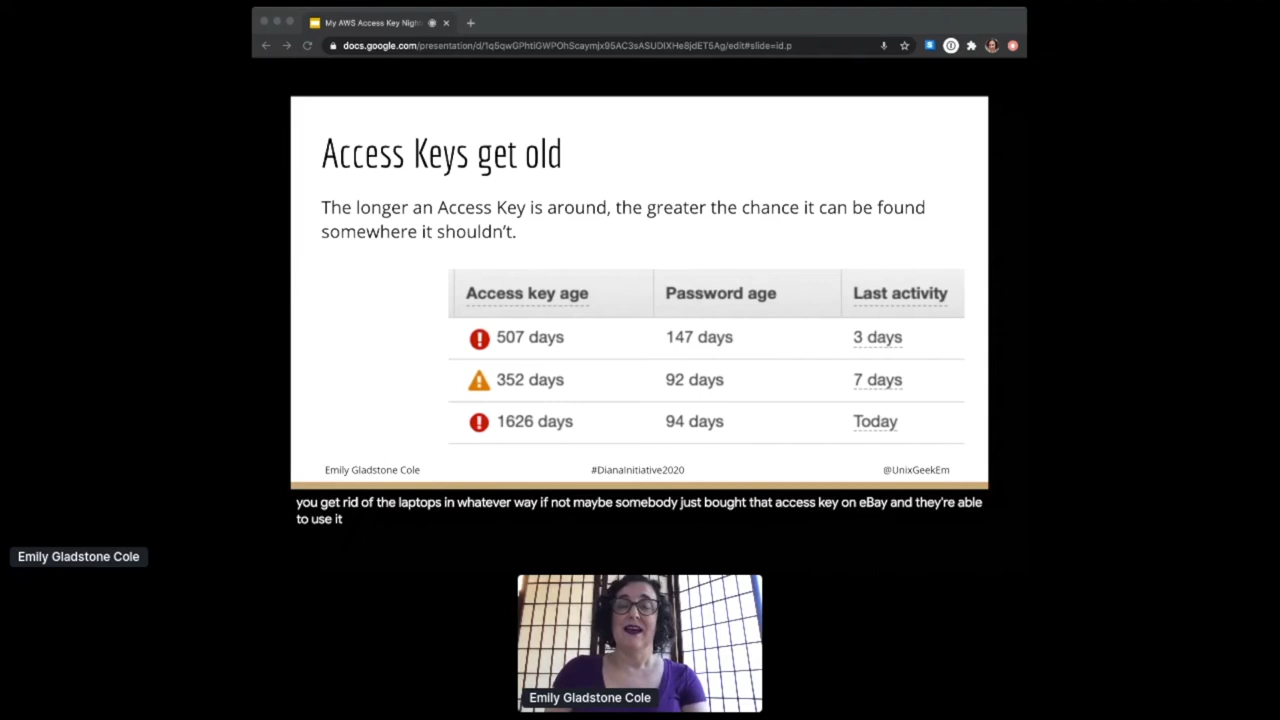 My AWS Access Key Nigh
docs.google.com/presentation/d/1q5qwGPhtiGWPOhScaymjx95AC3sASUDIXHe8jdET5Ag/edit#slide=id.p
Access Keys get old
The longer an Access Key is around, the greater the chance it can be found
somewhere it shouldn't.
Access key age Password age Last activity
507 days 147 days 3 days
352 days 92 days 7 days
1626 days 94 days Today
Emily Gladstone Cole #DianaInitiative2020 @UnixGeekEm
you get rid of the laptops in whatever way if not maybe somebody just bought that access key on eBay and they're able
to use it
Emily Gladstone Cole
Emily Gladstone Cole